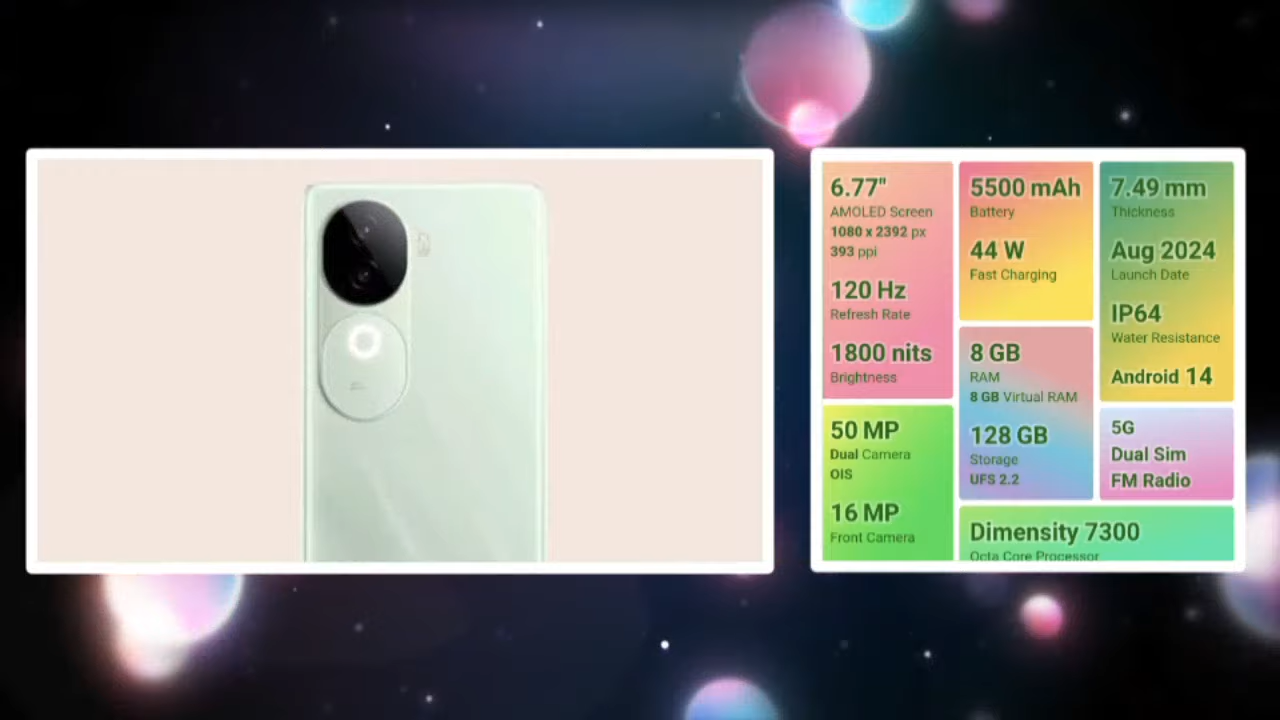 6.77"
AMOLED Screen
1080 x 2392 px
393 ppi
120 Hz
Refresh Rate
1800 nits
Brightness
50 MP
Dual Camera
OIS
16 MP
Front Camera
5500 mAh
Battery
44 W
Fast Charging
8 GB
RAM
8 GB Virtual RAM
128 GB
Storage
UFS 2.2
7.49 mm
Thickness
Aug 2024
Launch Date
IP64
Water Resistance
Android 14
5G
Dual Sim
FM Radio
Dimensity 7300
Octa Core Processor